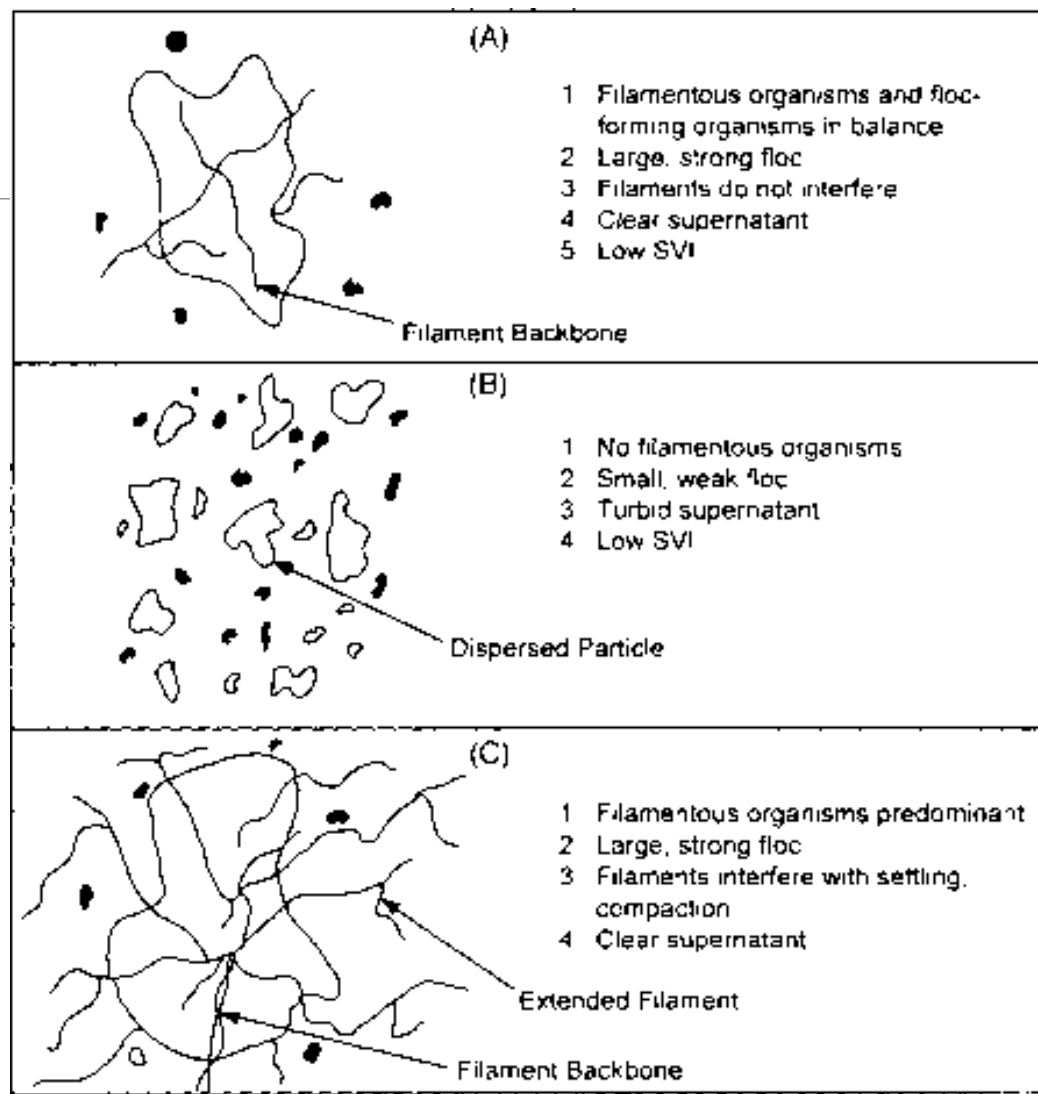 (A)
1 Filamentous organisms and floc-
forming organisms in balance
2 Large, strong floc
3 Filaments do not interfere
4 Clear supernatant
5 Low SVI
Filament Backbone
(B)
1 No filamentous organisms
2 Small, weak floc
3 Turbid supernatant
4 Low SVI
Dispersed Particle
(C)
1 Filamentous organisms predominant
2 Large, strong floc
3 Filaments interfere with settling,
compaction
4 Clear supernatant
Extended Filament
Filament Backbone